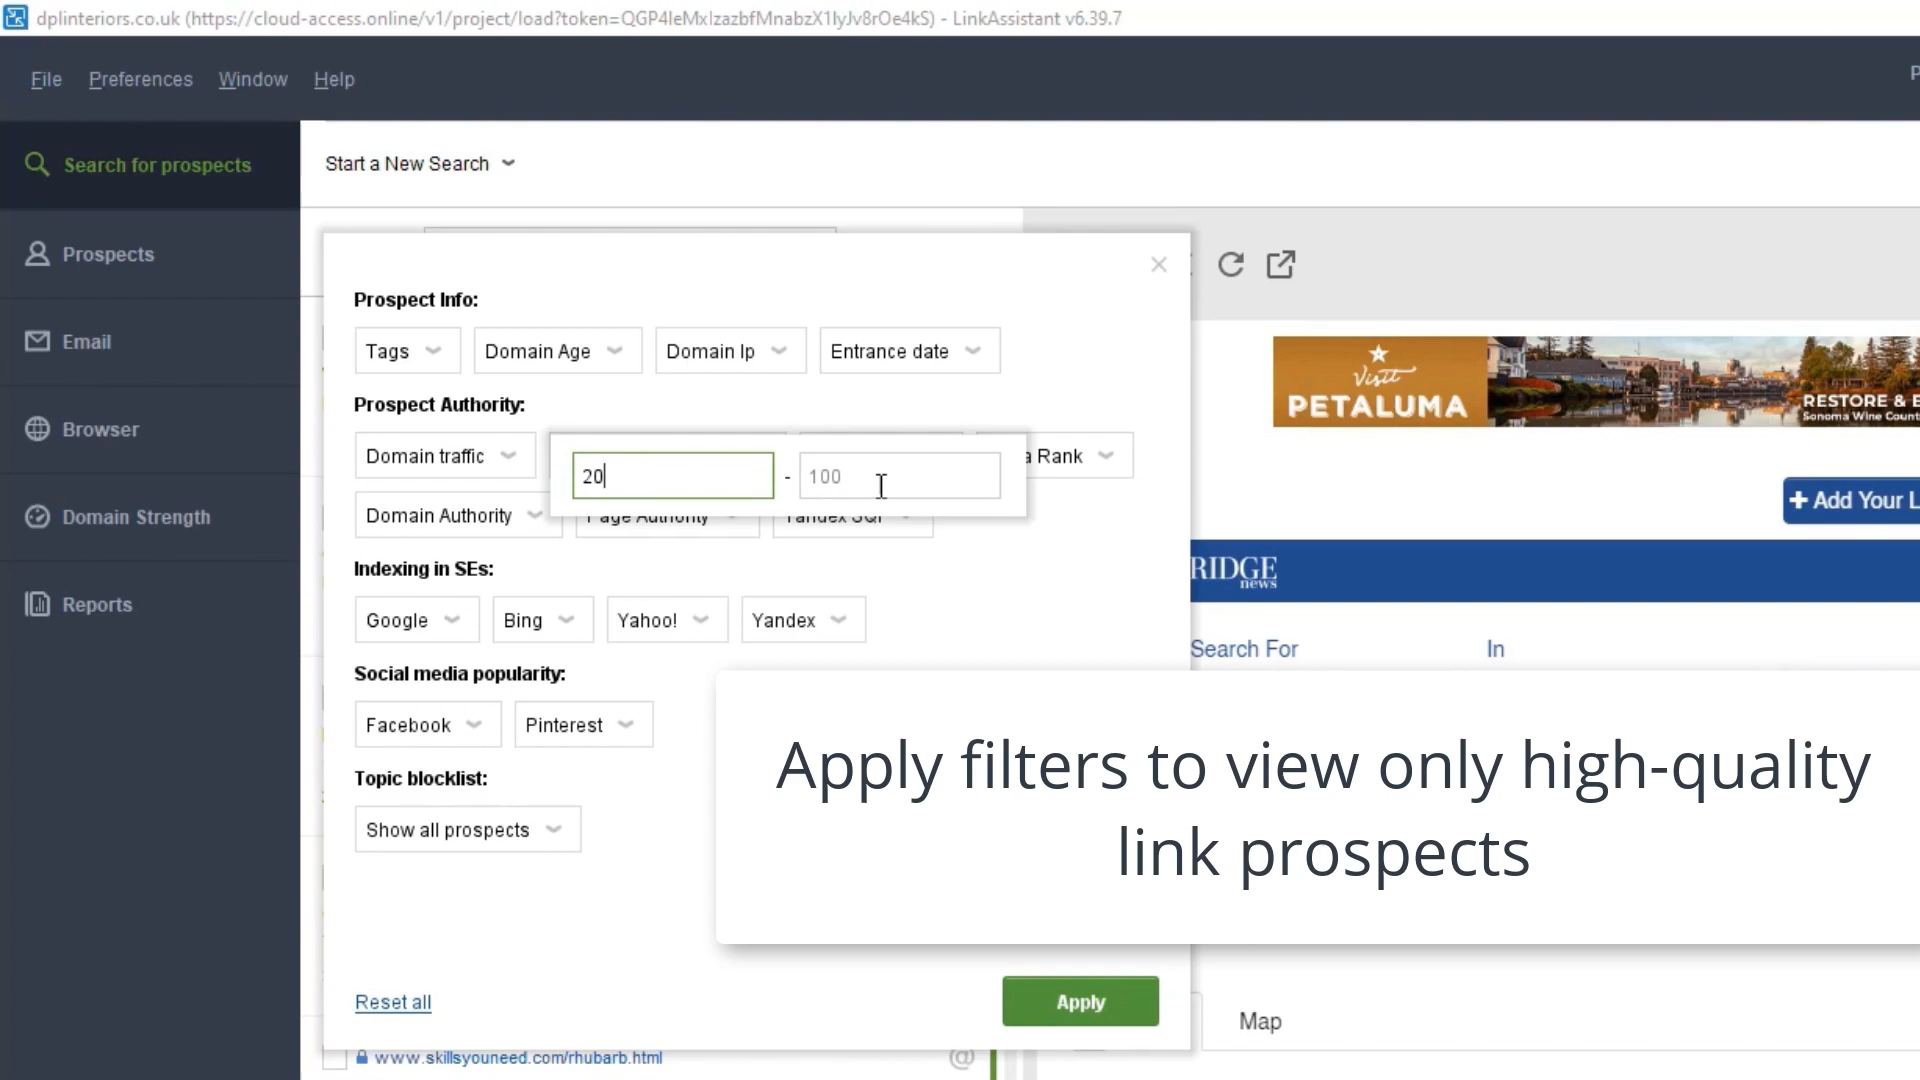 dplinteriors.co.uk (https://cloud-access.online/v1/project/load?token=QGP4leMxlzazbfMnabzX1lyJv8rOe4kS) - LinkAssistant v6.39.7
File Preferences Window Help
P
Search for prospects
Start a New Search
Prospects
Email
Browser
Domain Strength
Reports
Prospect Info:
Tags Domain Age Domain Ip Entrance date
Prospect Authority:
Domain traffic a Rank
20 - 100
Domain Authority Page Authority Yandex SQI
Indexing in SEs:
Google Bing Yahoo! Yandex
Social media popularity:
Facebook Pinterest
Topic blocklist:
Show all prospects
Reset all
Apply
www.skillsyouneed.com/rhubarb.html
@
Visit
PETALUMA
RESTORE & E
Sonoma Wine Count
+ Add Your L
RIDGE
news
Search For In
Apply filters to view only high-quality
link prospects
Map